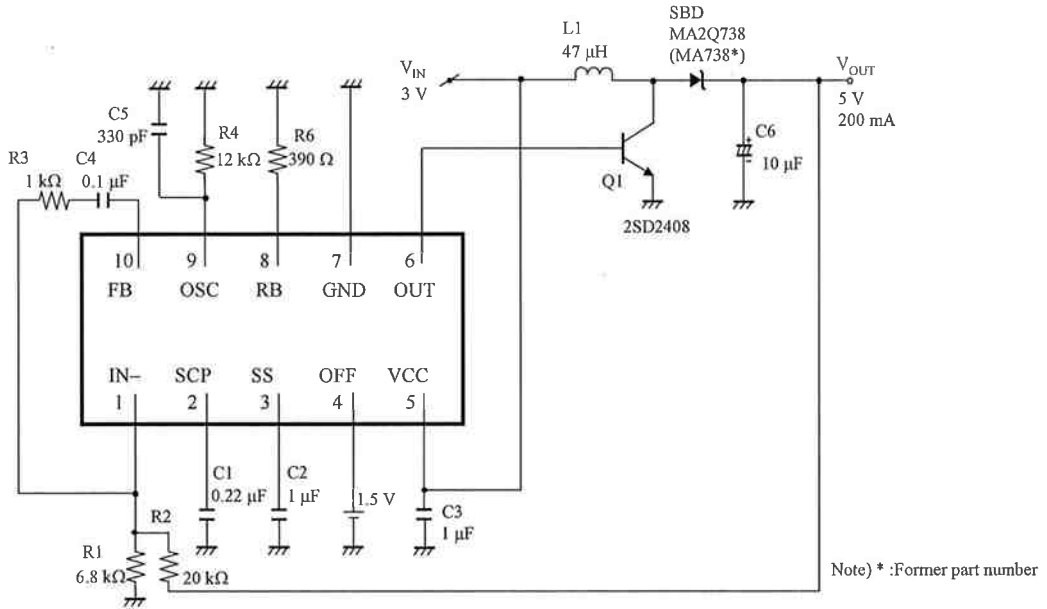 SBD
MA2Q738
(MA738*)
L1
47 µH
V_IN
3 V
V_OUT
5 V
200 mA
C5
330 pF
R4
12 kΩ
R6
390 Ω
C6
10 µF
R3
1 kΩ
C4
0.1 µF
Q1
2SD2408
10 9 8 7 6
FB OSC RB GND OUT
IN− SCP SS OFF VCC
1 2 3 4 5
C1
0.22 µF
C2
1 µF
1.5 V
C3
1 µF
R2
20 kΩ
R1
6.8 kΩ
Note) * :Former part number